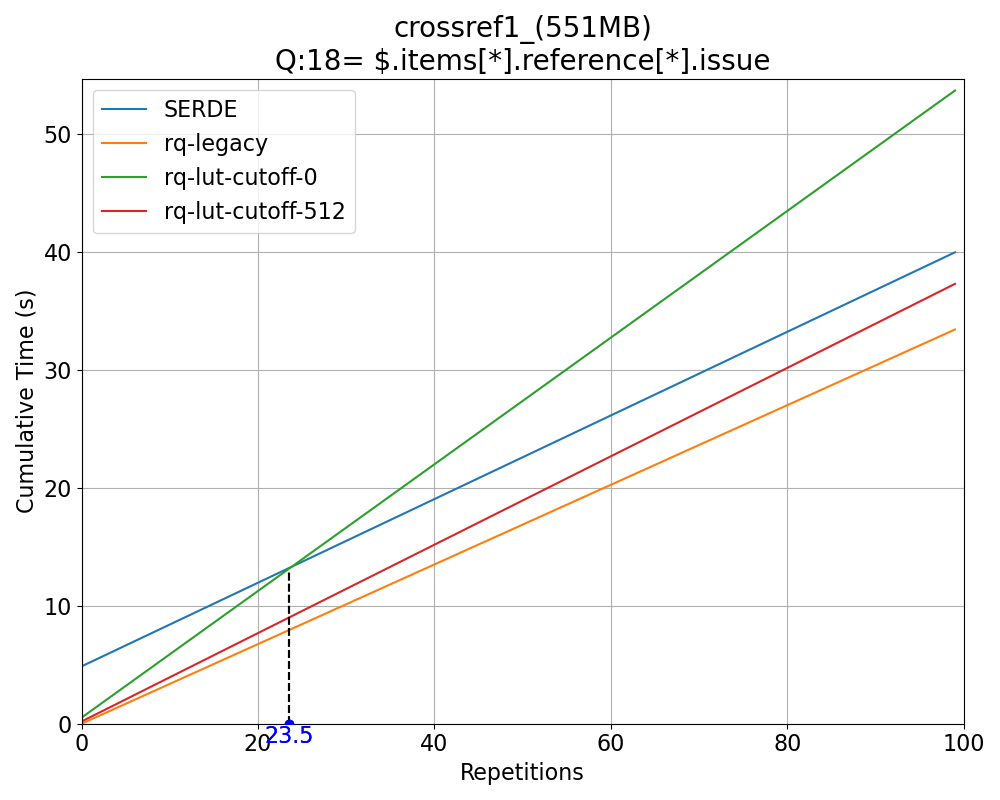 crossref1_(551MB)
Q:18= $.items[*].reference[*].issue
SERDE
rq-legacy
rq-lut-cutoff-0
rq-lut-cutoff-512
Cumulative Time (s)
50
40
30
20
10
0
0
20
23.5
40
60
80
100
Repetitions